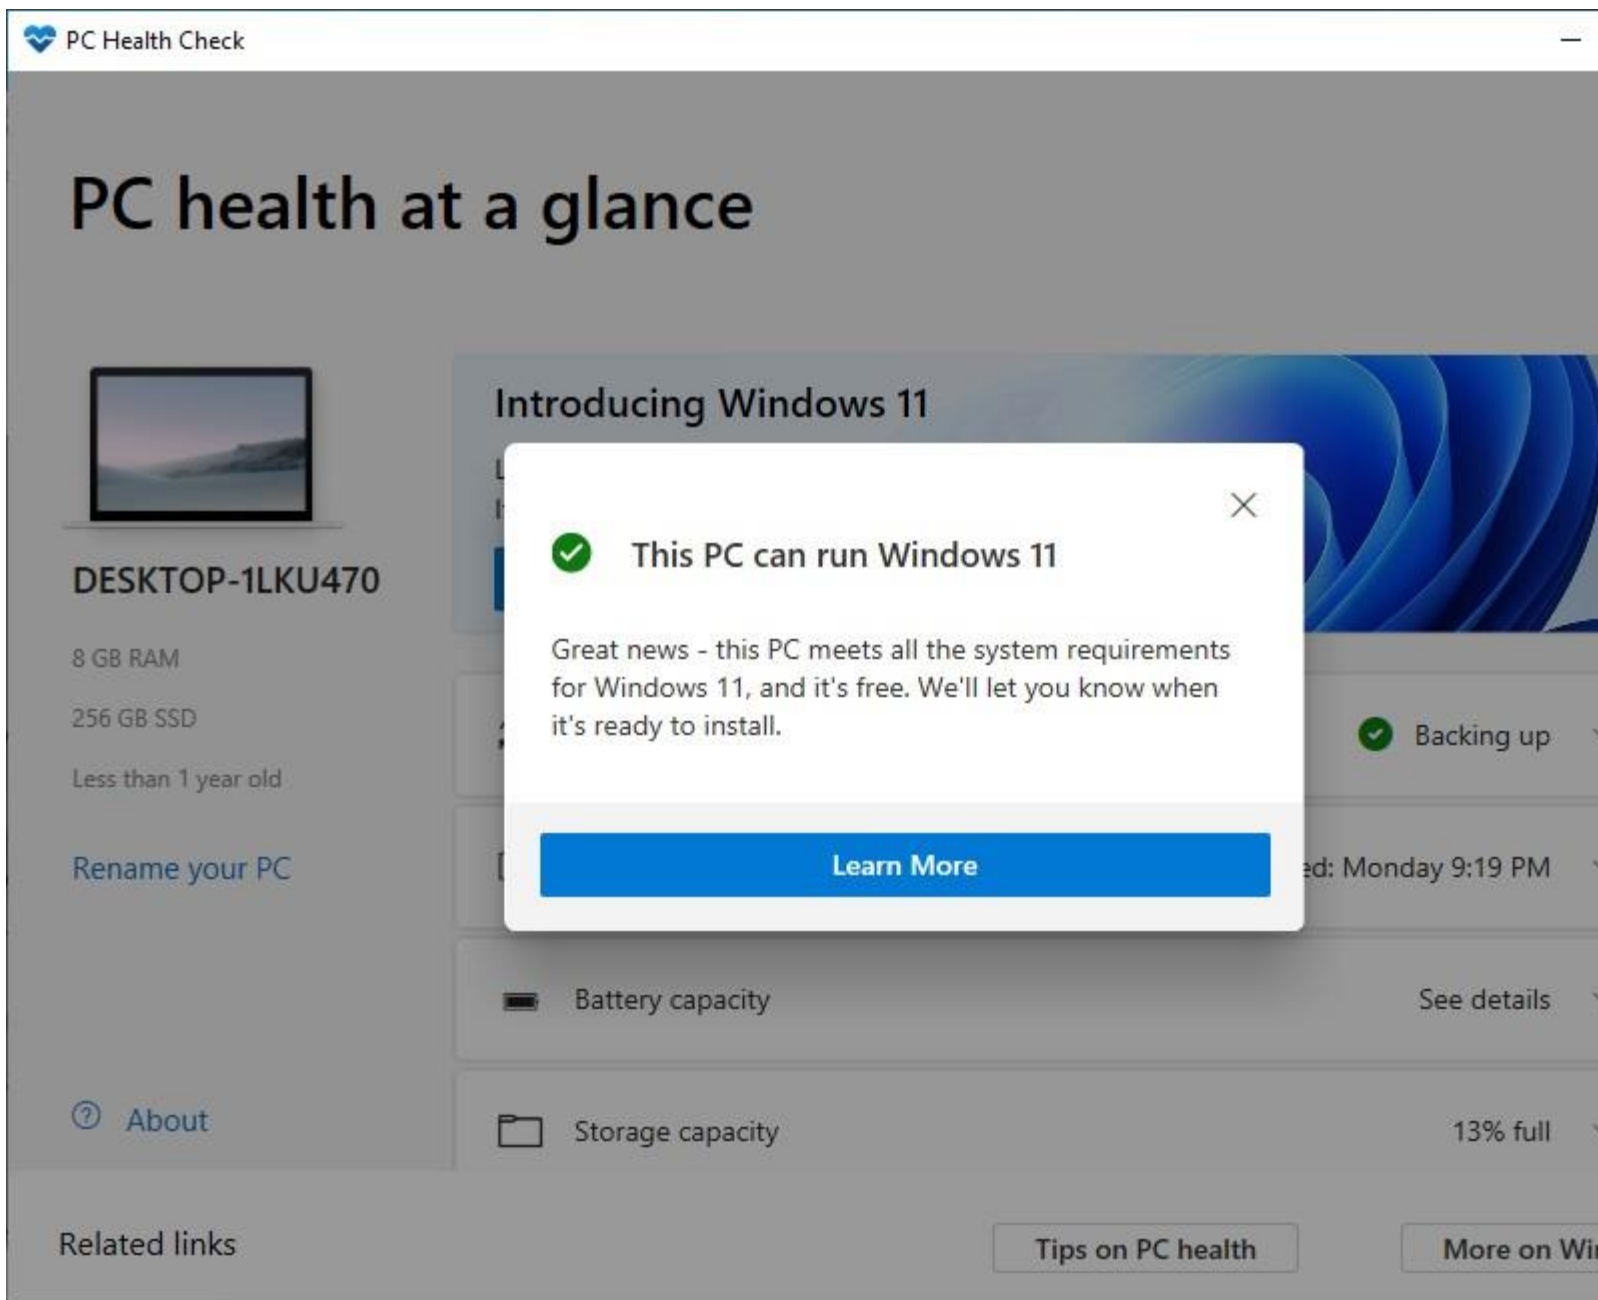 PC Health Check
PC health at a glance
Introducing Windows 11
This PC can run Windows 11
Great news - this PC meets all the system requirements
for Windows 11, and it's free. We'll let you know when
it's ready to install.
Learn More
DESKTOP-1LKU470
8 GB RAM
256 GB SSD
Less than 1 year old
Rename your PC
About
Backing up
Monday 9:19 PM
Battery capacity
See details
Storage capacity
13% full
Related links
Tips on PC health
More on